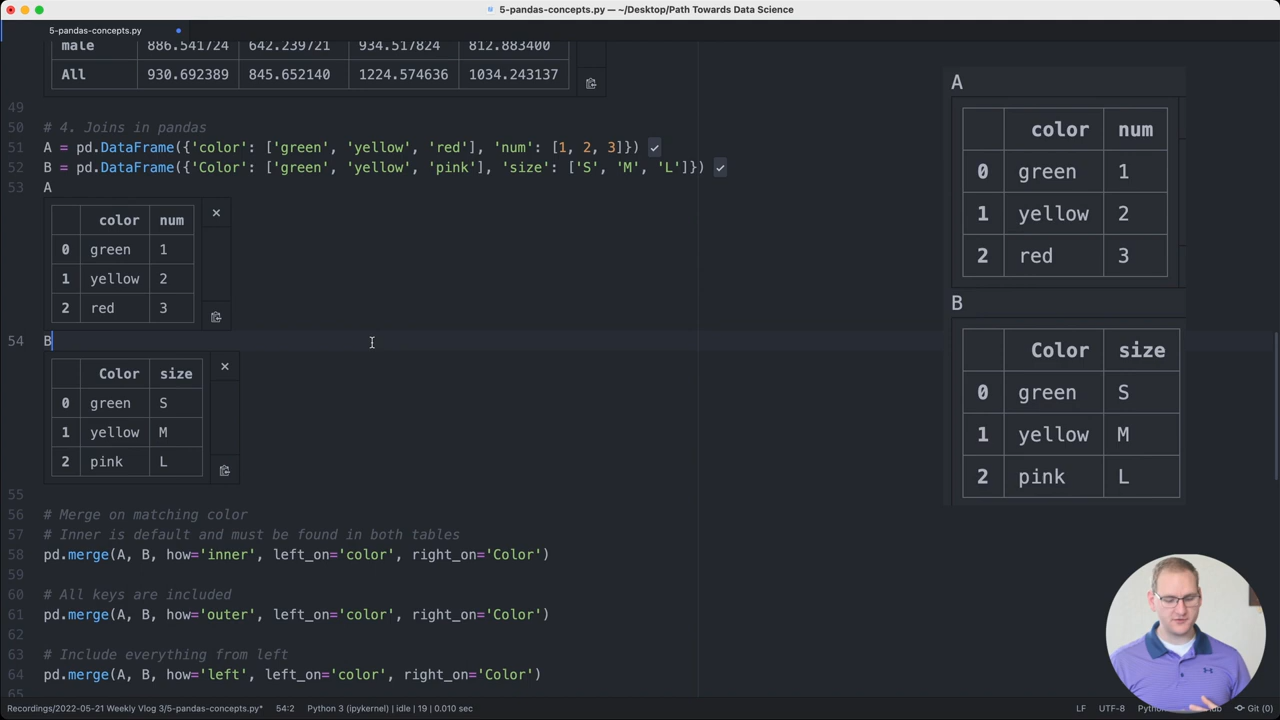 5-pandas-concepts.py — ~/Desktop/Path Towards Data Science
5-pandas-concepts.py
male 886.541724 642.239721 934.517824 812.883400
All 930.692389 845.652140 1224.574636 1034.243137
49
50 # 4. Joins in pandas
51 A = pd.DataFrame({'color': ['green', 'yellow', 'red'], 'num': [1, 2, 3]})
52 B = pd.DataFrame({'Color': ['green', 'yellow', 'pink'], 'size': ['S', 'M', 'L']})
53 A
color num
0 green 1
1 yellow 2
2 red 3
54 B
Color size
0 green S
1 yellow M
2 pink L
55
56 # Merge on matching color
57 # Inner is default and must be found in both tables
58 pd.merge(A, B, how='inner', left_on='color', right_on='Color')
59
60 # All keys are included
61 pd.merge(A, B, how='outer', left_on='color', right_on='Color')
62
63 # Include everything from left
64 pd.merge(A, B, how='left', left_on='color', right_on='Color')
65
A
color num
0 green 1
1 yellow 2
2 red 3
B
Color size
0 green S
1 yellow M
2 pink L
Recordings/2022-05-21 Weekly Vlog 3/5-pandas-concepts.py* 54:2 Python 3 (ipykernel) | idle | 19 | 0.010 sec LF UTF-8 Git (0)